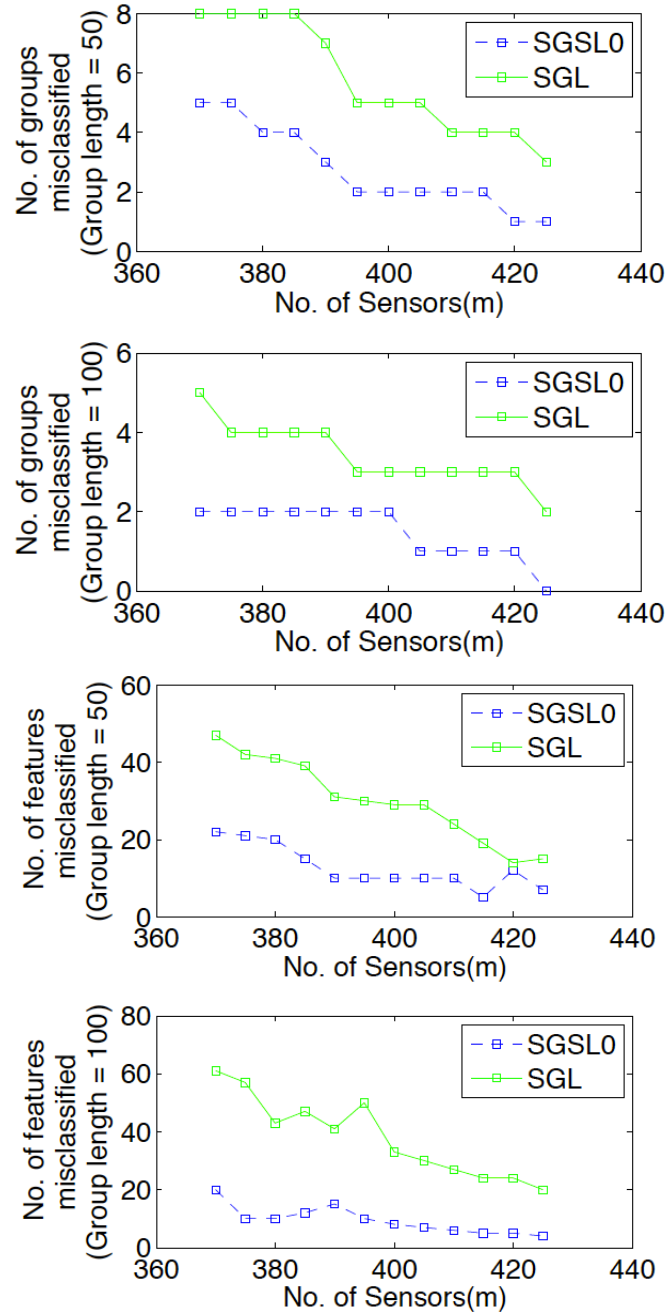 No. of groups
misclassified
(Group length = 50)
8
6
4
2
0
SGSL0
SGL
360
380
400
420
440
No. of Sensors(m)
No. of groups
misclassified
(Group length = 100)
6
4
2
0
SGSL0
SGL
360
380
400
420
440
No. of Sensors(m)
No. of features
misclassified
(Group length = 50)
60
40
20
0
SGSL0
SGL
360
380
400
420
440
No. of Sensors(m)
No. of features
misclassified
(Group length = 100)
80
60
40
20
0
SGSL0
SGL
360
380
400
420
440
No. of Sensors(m)